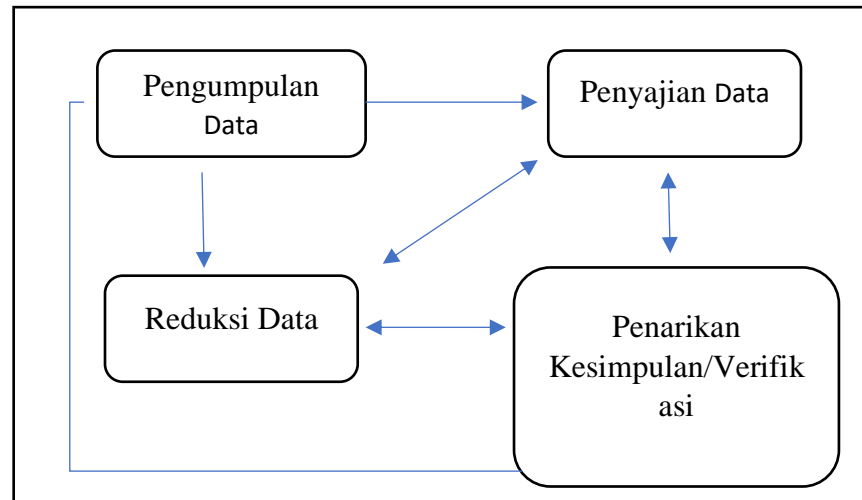 Pengumpulan
Data
Penyajian Data
Reduksi Data
Penarikan
Kesimpulan/Verifik
asi